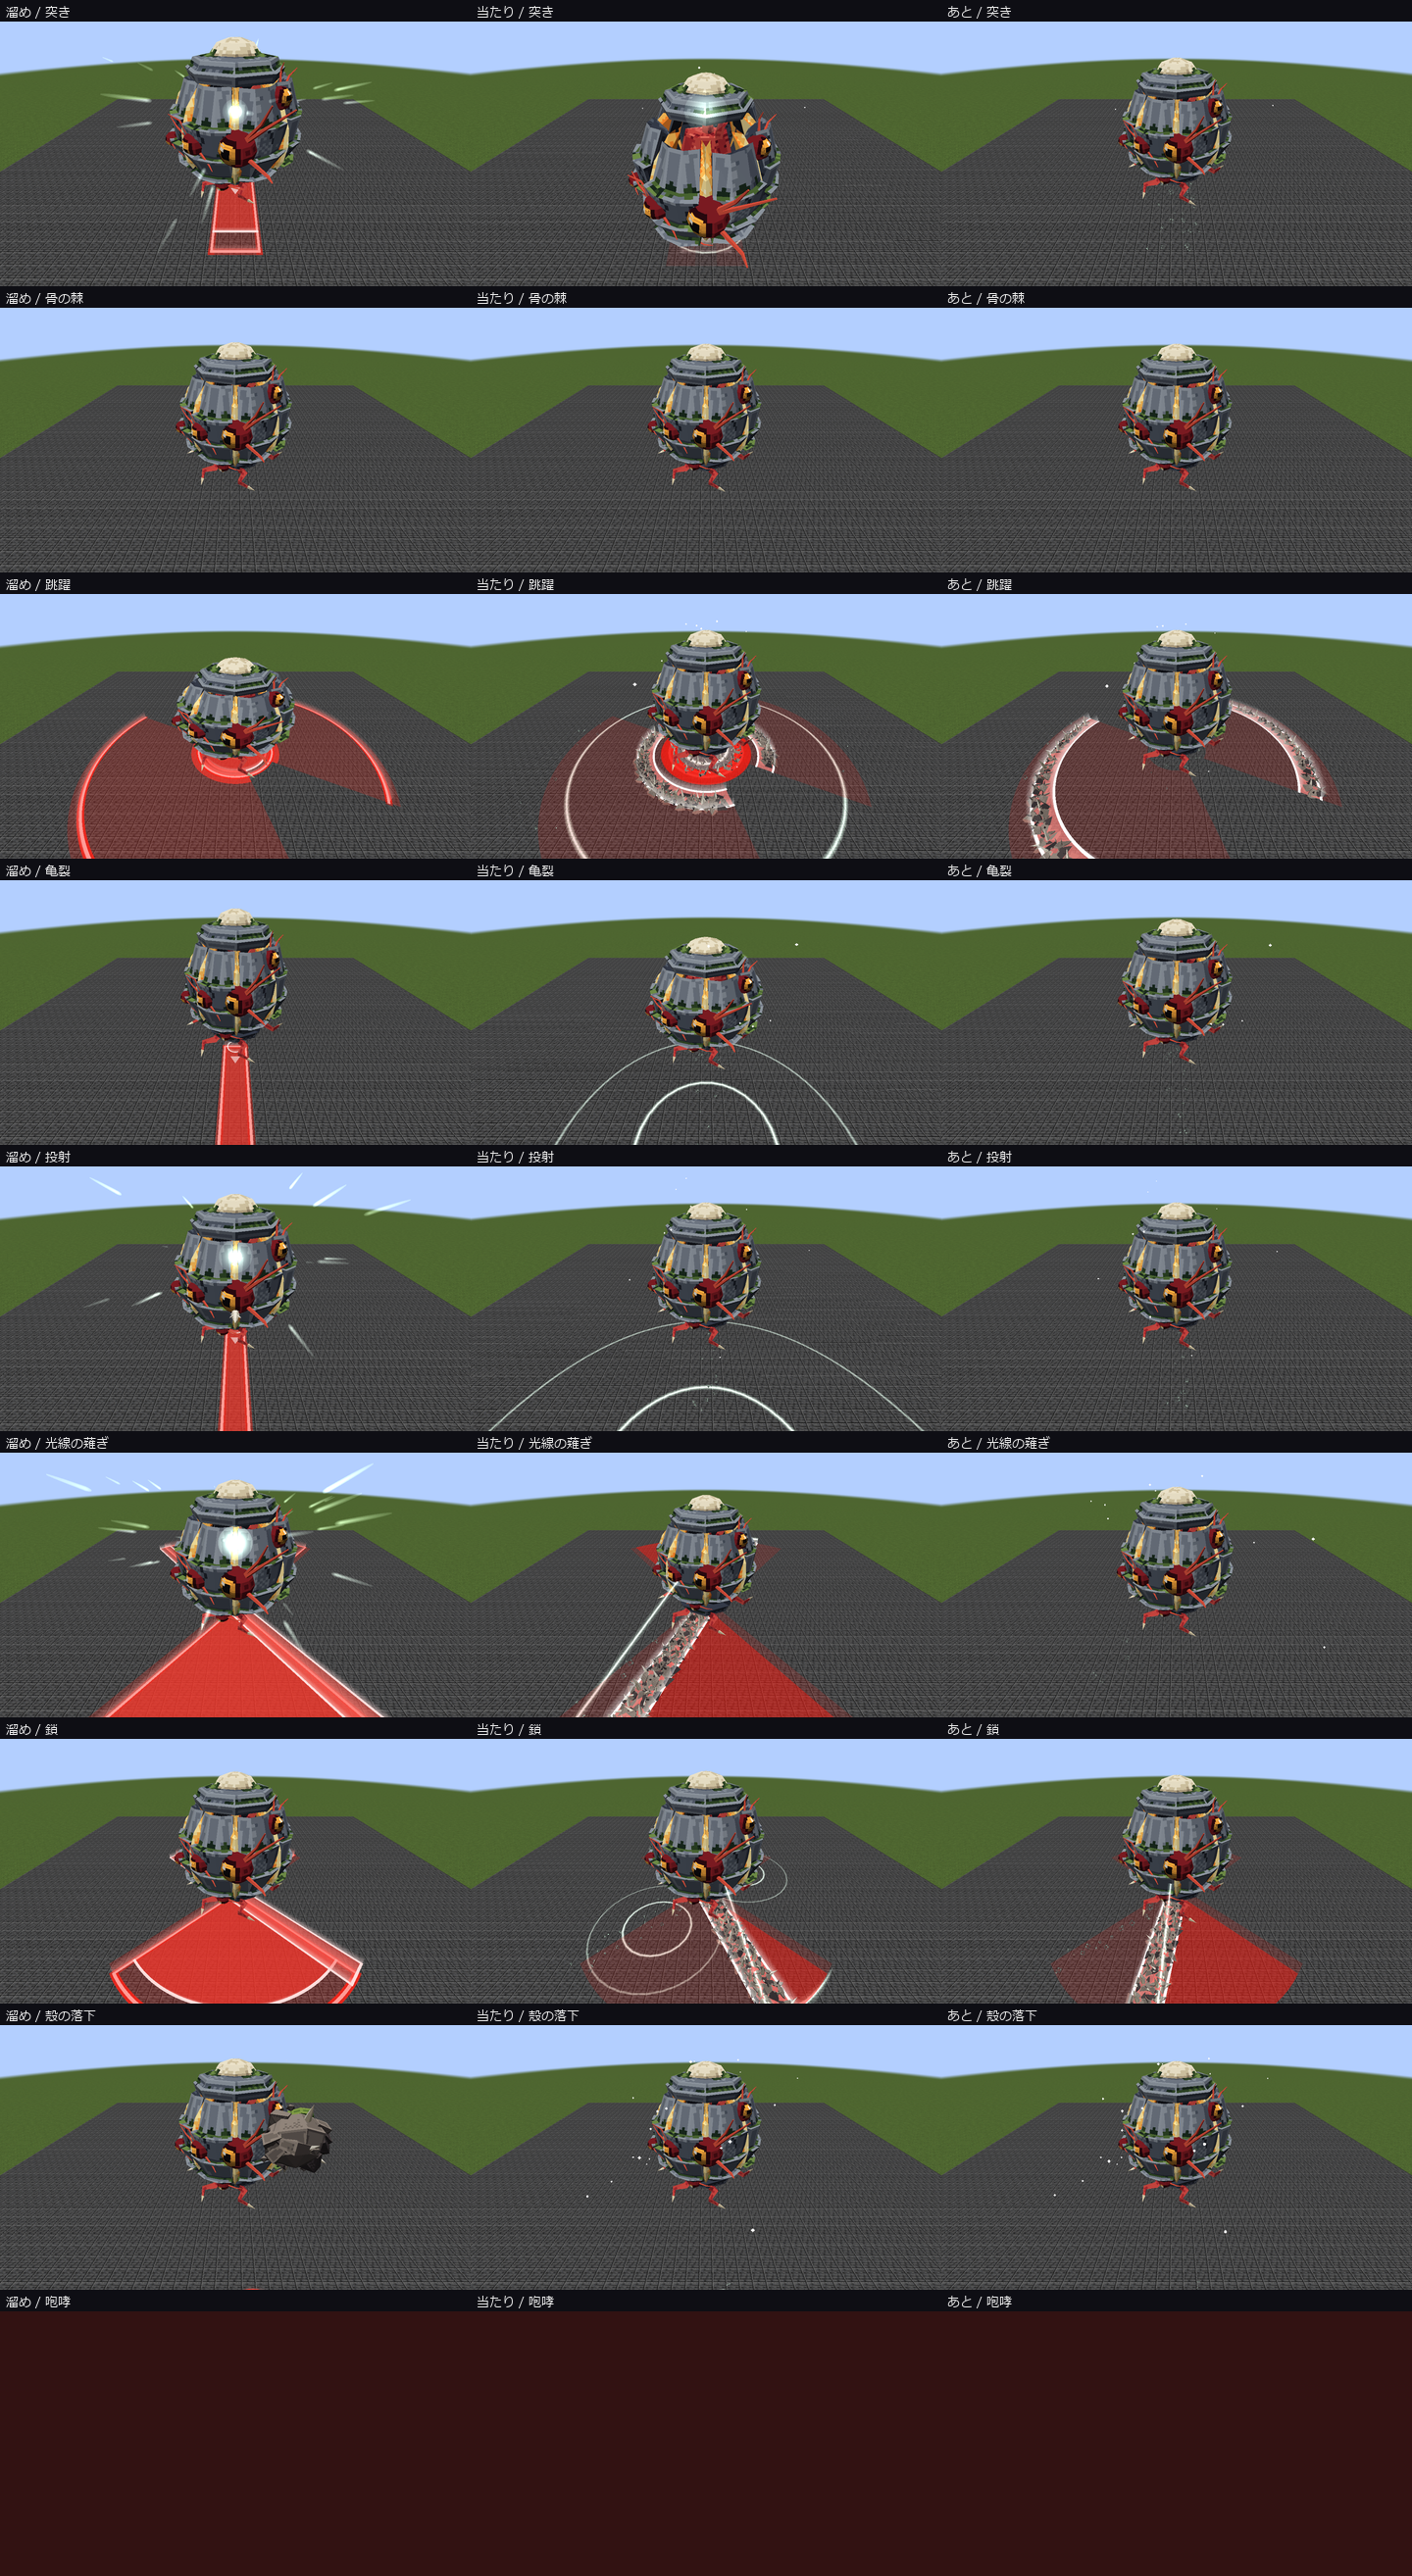 溜め / 突き
当たり / 突き
あと / 突き
溜め / 骨の棘
当たり / 骨の棘
あと / 骨の棘
溜め / 跳躍
当たり / 跳躍
あと / 跳躍
溜め / 亀裂
当たり / 亀裂
あと / 亀裂
溜め / 投射
当たり / 投射
あと / 投射
溜め / 光線の薙ぎ
当たり / 光線の薙ぎ
あと / 光線の薙ぎ
溜め / 鎖
当たり / 鎖
あと / 鎖
溜め / 殻の落下
当たり / 殻の落下
あと / 殻の落下
溜め / 咆哮
当たり / 咆哮
あと / 咆哮